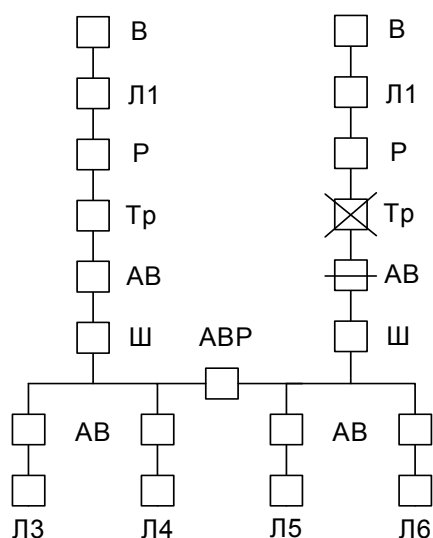 В В
Л1 Л1
Р Р
Тр Тр
АВ АВ
Ш АВР Ш
АВ АВ
Л3 Л4 Л5 Л6